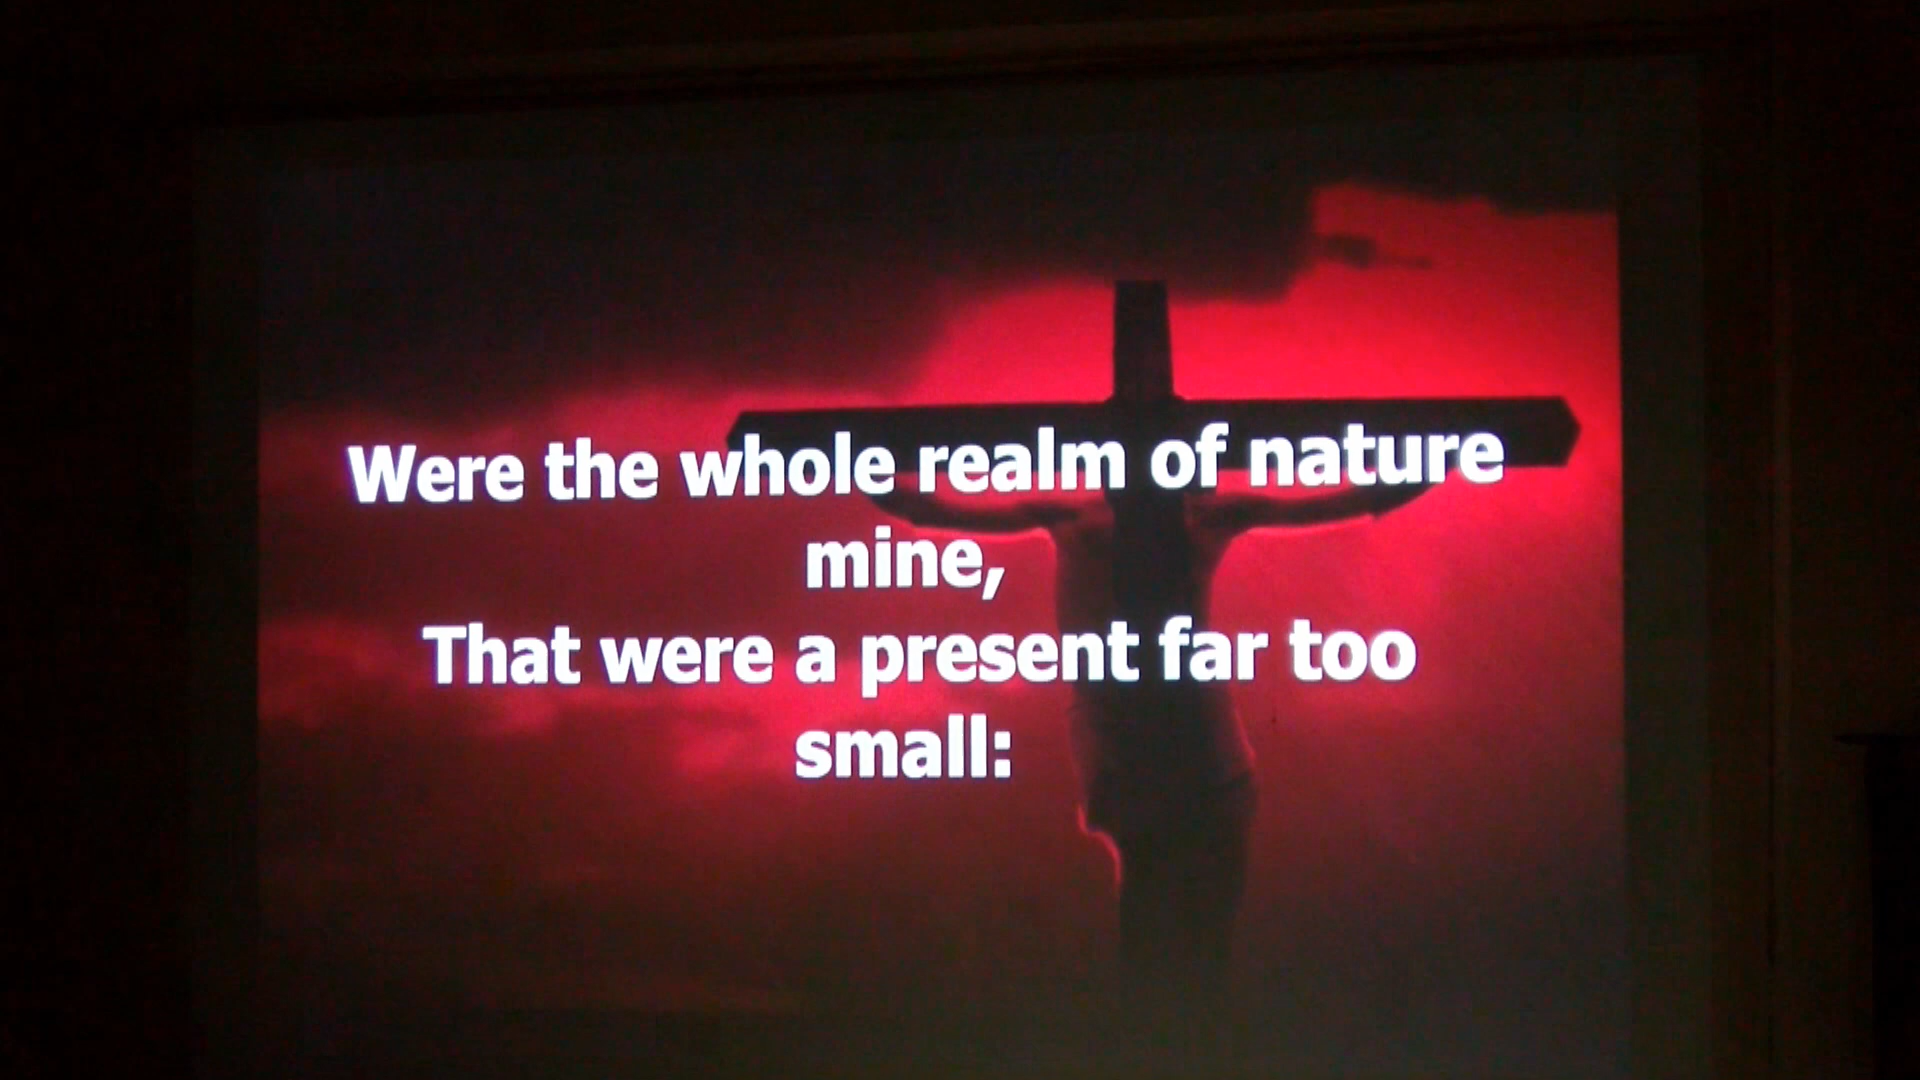 Were the whole realm of nature
mine,
That were a present far too
small: